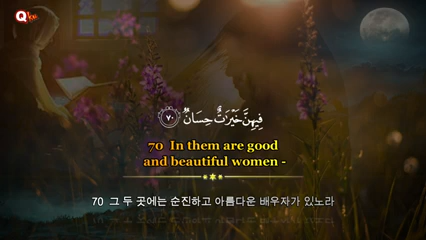 فِيهِنَّ خَيْرَٰتٌ حِسَانٌ ٧٠
70 In them are good
and beautiful women -
70 그 두 곳에는 순진하고 아름다운 배우자가 있노라